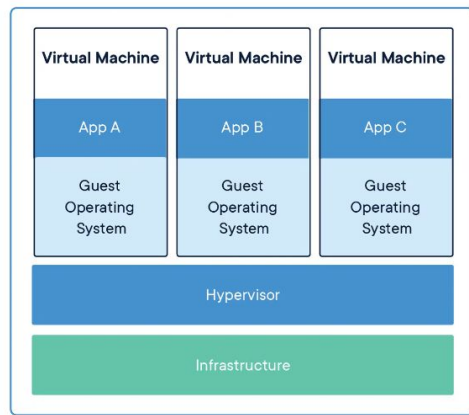 Virtual Machine
App A
Guest
Operating
System
Virtual Machine
App B
Guest
Operating
System
Virtual Machine
App C
Guest
Operating
System
Hypervisor
Infrastructure